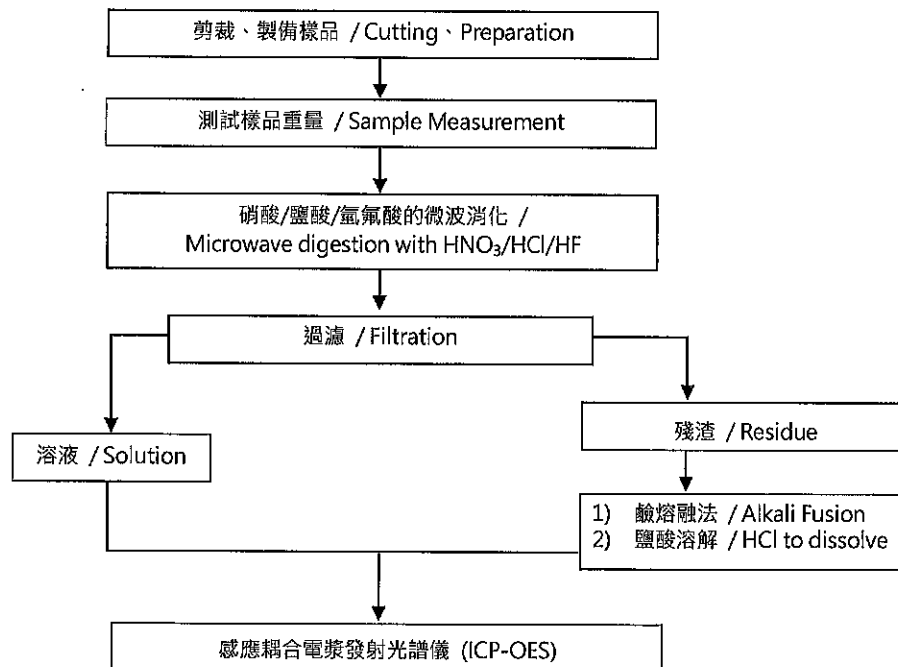 剪裁、製備樣品 / Cutting、Preparation
測試樣品重量 / Sample Measurement
硝酸/鹽酸/氫氟酸的微波消化 /
Microwave digestion with HNO₃/HCl/HF
過濾 / Filtration
溶液 / Solution
殘渣 / Residue
1) 鹼熔融法 / Alkali Fusion
2) 鹽酸溶解 / HCl to dissolve
感應耦合電漿發射光譜儀 (ICP-OES)